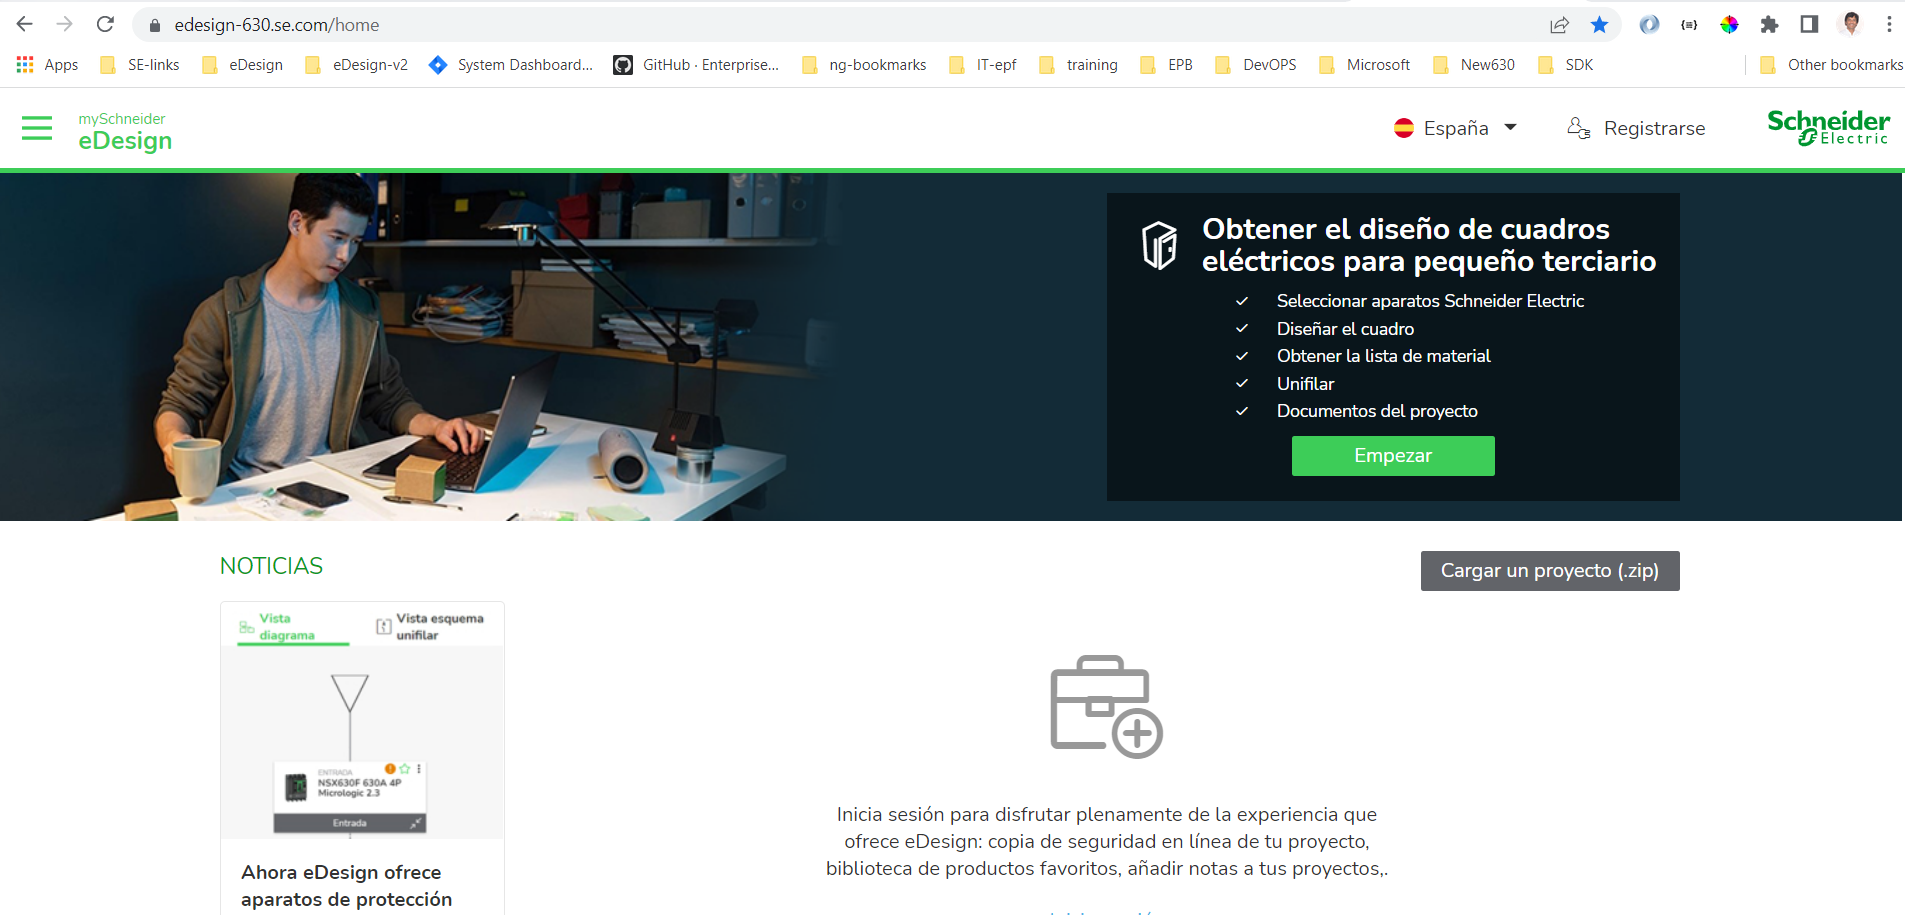 edesign-630.se.com/home
Apps SE-links eDesign eDesign-v2 System Dashboard... GitHub · Enterprise... ng-bookmarks IT-epf training EPB DevOPS Microsoft New630 SDK Other bookmarks
mySchneider
eDesign
España Registrarse
Schneider
Electric
Obtener el diseño de cuadros
eléctricos para pequeño terciario
Seleccionar aparatos Schneider Electric
Diseñar el cuadro
Obtener la lista de material
Unifilar
Documentos del proyecto
Empezar
NOTICIAS
Cargar un proyecto (.zip)
Vista
diagrama
Vista esquema
unifilar
ENTRADA
NSX630F 630A 4P
Micrologic 2.3
Entrada
Ahora eDesign ofrece
aparatos de protección
Inicia sesión para disfrutar plenamente de la experiencia que
ofrece eDesign: copia de seguridad en línea de tu proyecto,
biblioteca de productos favoritos, añadir notas a tus proyectos,.